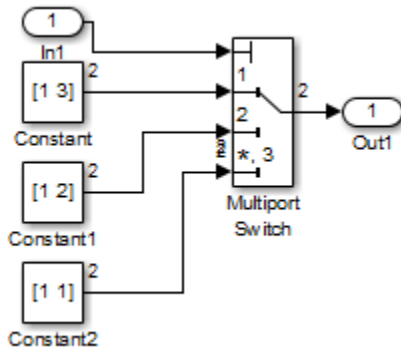 1
In1
2
[1 3]
Constant
1
2
*, 3
2
1
Out1
Multiport
Switch
2
[1 2]
Constant1
2
[1 1]
Constant2